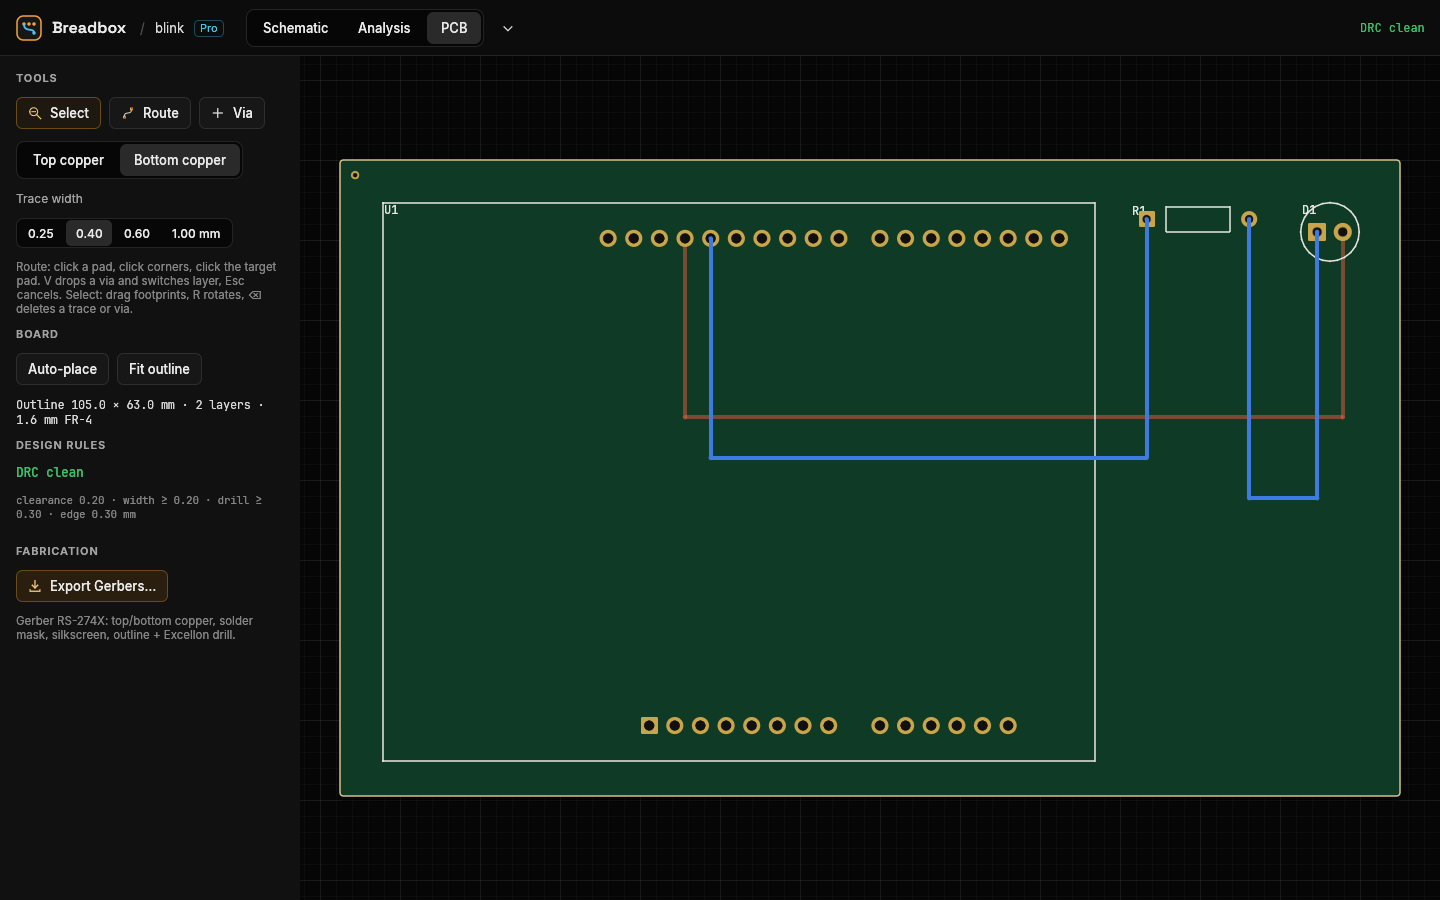 Breadbox / blink Pro Schematic Analysis PCB DRC clean
TOOLS
Select Route Via
Top copper Bottom copper
Trace width
0.25 0.40 0.60 1.00 mm
Route: click a pad, click corners, click the target
pad. V drops a via and switches layer, Esc
cancels. Select: drag footprints, R rotates, ⌫
deletes a trace or via.
BOARD
Auto-place Fit outline
Outline 105.0 × 63.0 mm · 2 layers ·
1.6 mm FR-4
DESIGN RULES
DRC clean
clearance 0.20 · width ≥ 0.20 · drill ≥
0.30 · edge 0.30 mm
FABRICATION
Export Gerbers...
Gerber RS-274X: top/bottom copper, solder
mask, silkscreen, outline + Excellon drill.
U1
R1
D1